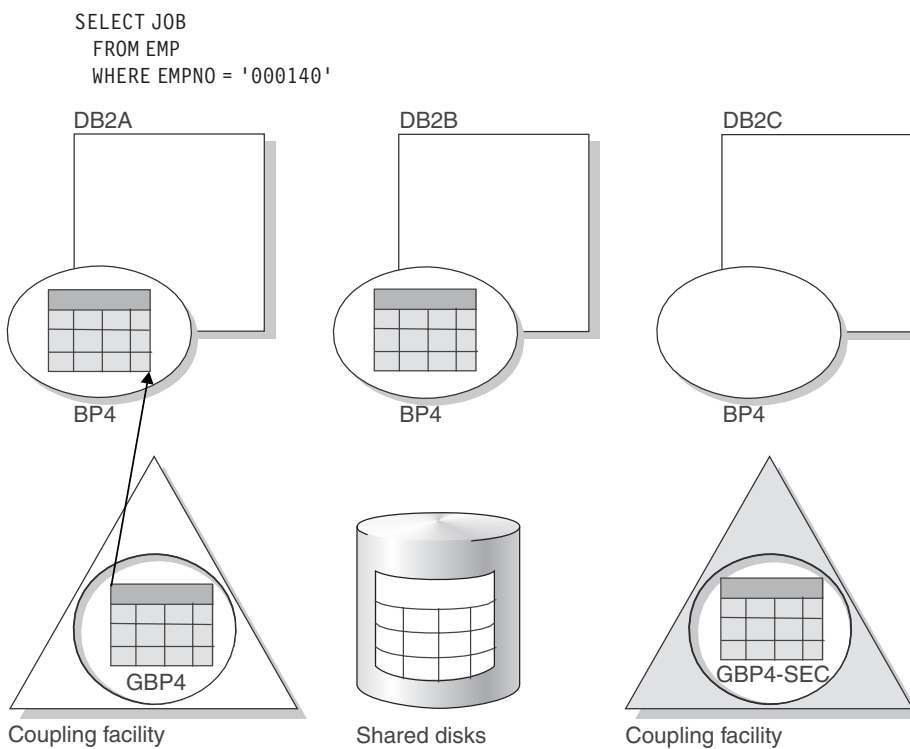 SELECT JOB
FROM EMP
WHERE EMPNO = '000140'
DB2A
DB2B
DB2C
BP4
BP4
BP4
GBP4
GBP4-SEC
Coupling facility
Shared disks
Coupling facility